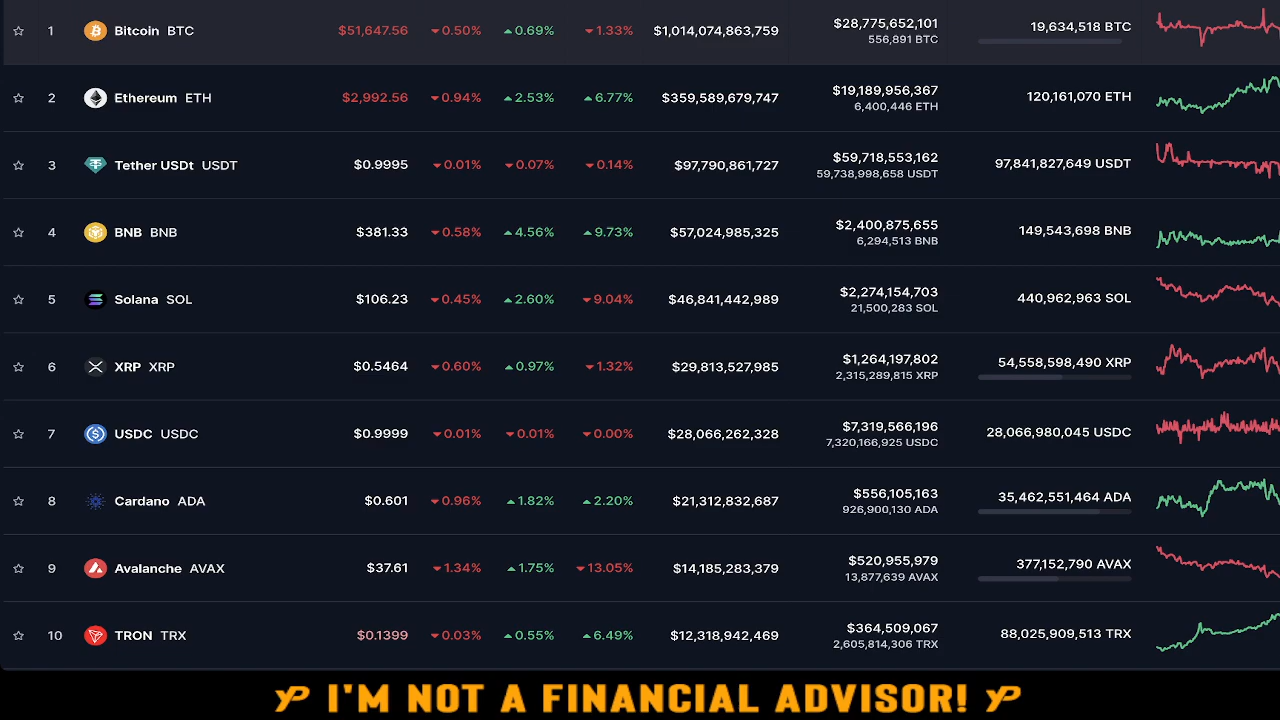 1 Bitcoin BTC $51,647.56 0.50% 0.69% 1.33% $1,014,074,863,759 $28,775,652,101 19,634,518 BTC
556,891 BTC
2 Ethereum ETH $2,992.56 0.94% 2.53% 6.77% $359,589,679,747 $19,189,956,367 120,161,070 ETH
6,400,446 ETH
3 Tether USDt USDT $0.9995 0.01% 0.07% 0.14% $97,790,861,727 $59,718,553,162 97,841,827,649 USDT
59,738,998,658 USDT
4 BNB BNB $381.33 0.58% 4.56% 9.73% $57,024,985,325 $2,400,875,655 149,543,698 BNB
6,294,513 BNB
5 Solana SOL $106.23 0.45% 2.60% 9.04% $46,841,442,989 $2,274,154,703 440,962,963 SOL
21,500,283 SOL
6 XRP XRP $0.5464 0.60% 0.97% 1.32% $29,813,527,985 $1,264,197,802 54,558,598,490 XRP
2,315,289,815 XRP
7 USDC USDC $0.9999 0.01% 0.01% 0.00% $28,066,262,328 $7,319,566,196 28,066,980,045 USDC
7,320,166,925 USDC
8 Cardano ADA $0.601 0.96% 1.82% 2.20% $21,312,832,687 $556,105,163 35,462,551,464 ADA
926,900,130 ADA
9 Avalanche AVAX $37.61 1.34% 1.75% 13.05% $14,185,283,379 $520,955,979 377,152,790 AVAX
13,877,639 AVAX
10 TRON TRX $0.1399 0.03% 0.55% 6.49% $12,318,942,469 $364,509,067 88,025,909,513 TRX
2,605,814,306 TRX
YP I'M NOT A FINANCIAL ADVISOR! YP